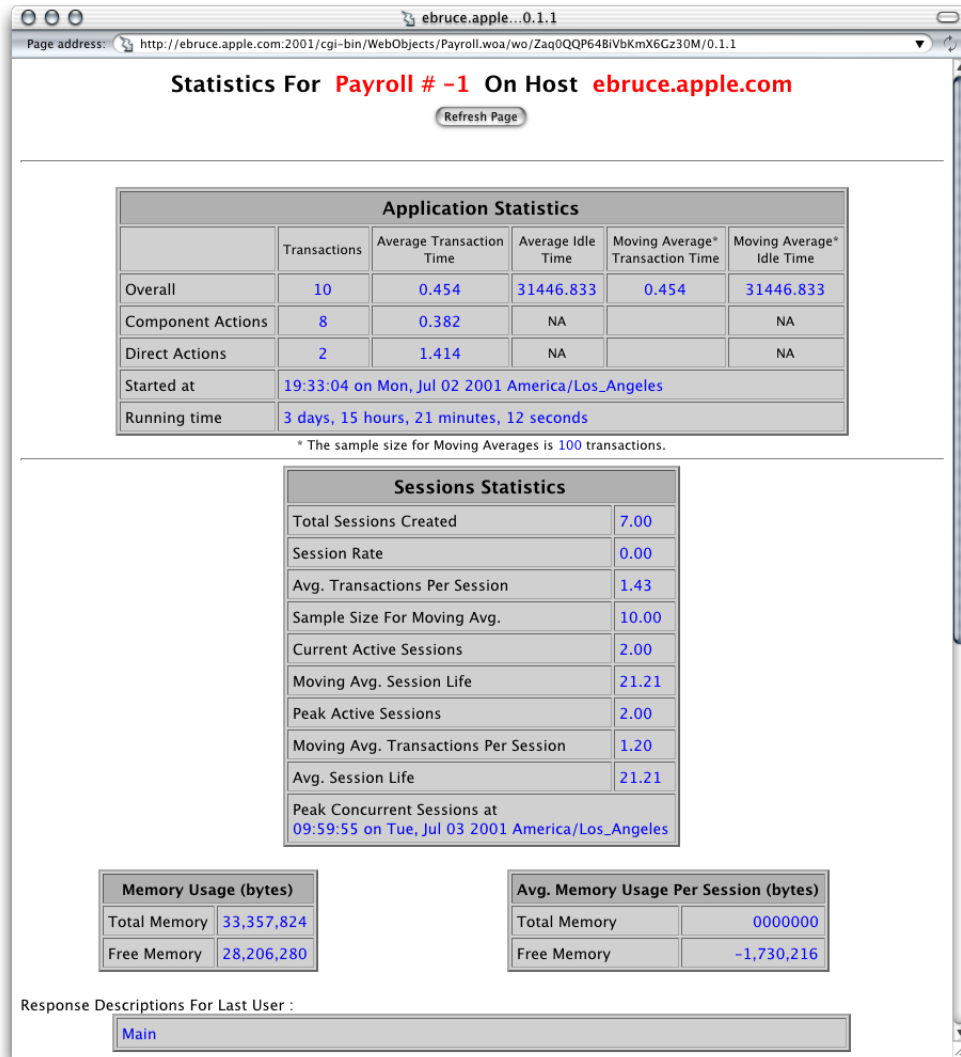 ebruce.apple...0.1.1
Page address: http://ebruce.apple.com:2001/cgi-bin/WebObjects/Payroll.woa/wo/Zaq0QQP64BiVbKmX6Gz30M/0.1.1
Statistics For Payroll # -1 On Host ebruce.apple.com
Refresh Page
Application Statistics
Transactions Average Transaction Time Average Idle Time Moving Average* Transaction Time Moving Average* Idle Time
Overall 10 0.454 31446.833 0.454 31446.833
Component Actions 8 0.382 NA NA
Direct Actions 2 1.414 NA NA
Started at 19:33:04 on Mon, Jul 02 2001 America/Los_Angeles
Running time 3 days, 15 hours, 21 minutes, 12 seconds
* The sample size for Moving Averages is 100 transactions.
Sessions Statistics
Total Sessions Created 7.00
Session Rate 0.00
Avg. Transactions Per Session 1.43
Sample Size For Moving Avg. 10.00
Current Active Sessions 2.00
Moving Avg. Session Life 21.21
Peak Active Sessions 2.00
Moving Avg. Transactions Per Session 1.20
Avg. Session Life 21.21
Peak Concurrent Sessions at
09:59:55 on Tue, Jul 03 2001 America/Los_Angeles
Memory Usage (bytes)
Total Memory 33,357,824
Free Memory 28,206,280
Avg. Memory Usage Per Session (bytes)
Total Memory 0000000
Free Memory -1,730,216
Response Descriptions For Last User :
Main